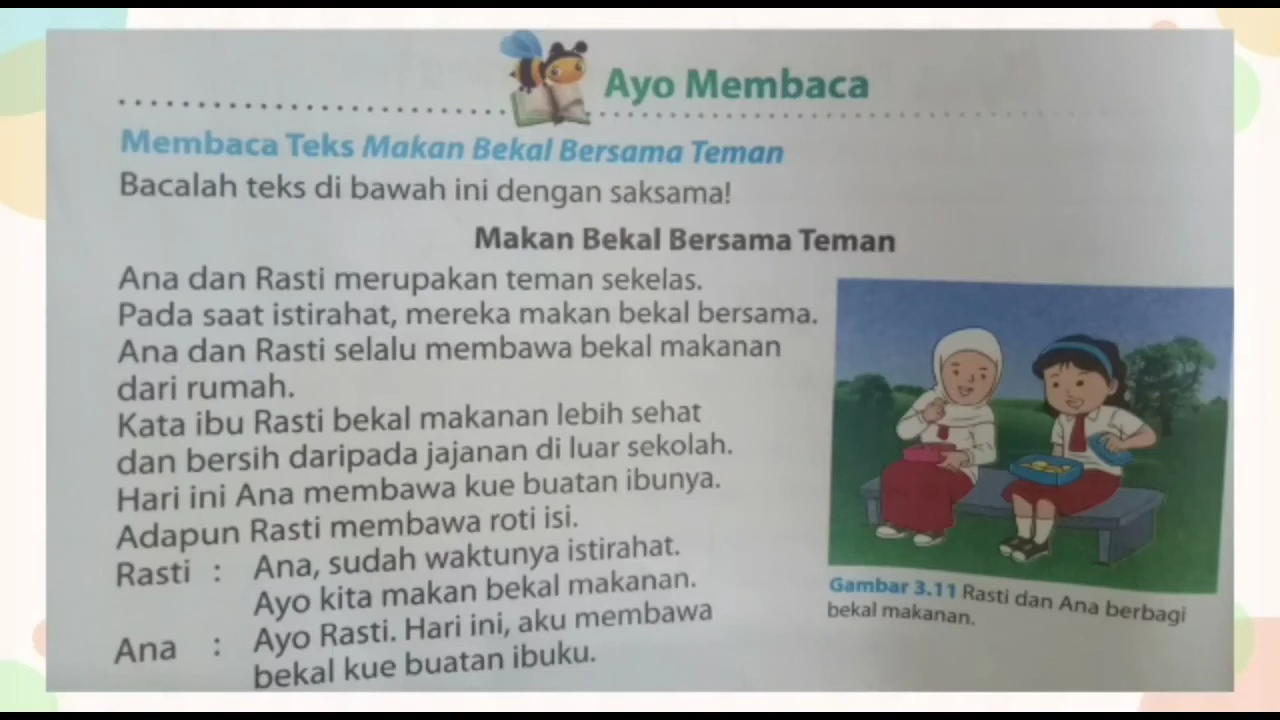 Ayo Membaca
Membaca Teks Makan Bekal Bersama Teman
Bacalah teks di bawah ini dengan saksama!
Makan Bekal Bersama Teman
Ana dan Rasti merupakan teman sekelas.
Pada saat istirahat, mereka makan bekal bersama.
Ana dan Rasti selalu membawa bekal makanan
dari rumah.
Kata ibu Rasti bekal makanan lebih sehat
dan bersih daripada jajanan di luar sekolah.
Hari ini Ana membawa kue buatan ibunya.
Adapun Rasti membawa roti isi.
Rasti : Ana, sudah waktunya istirahat.
Ayo kita makan bekal makanan.
Ana : Ayo Rasti. Hari ini, aku membawa
bekal kue buatan ibuku.
Gambar 3.11 Rasti dan Ana berbagi
bekal makanan.